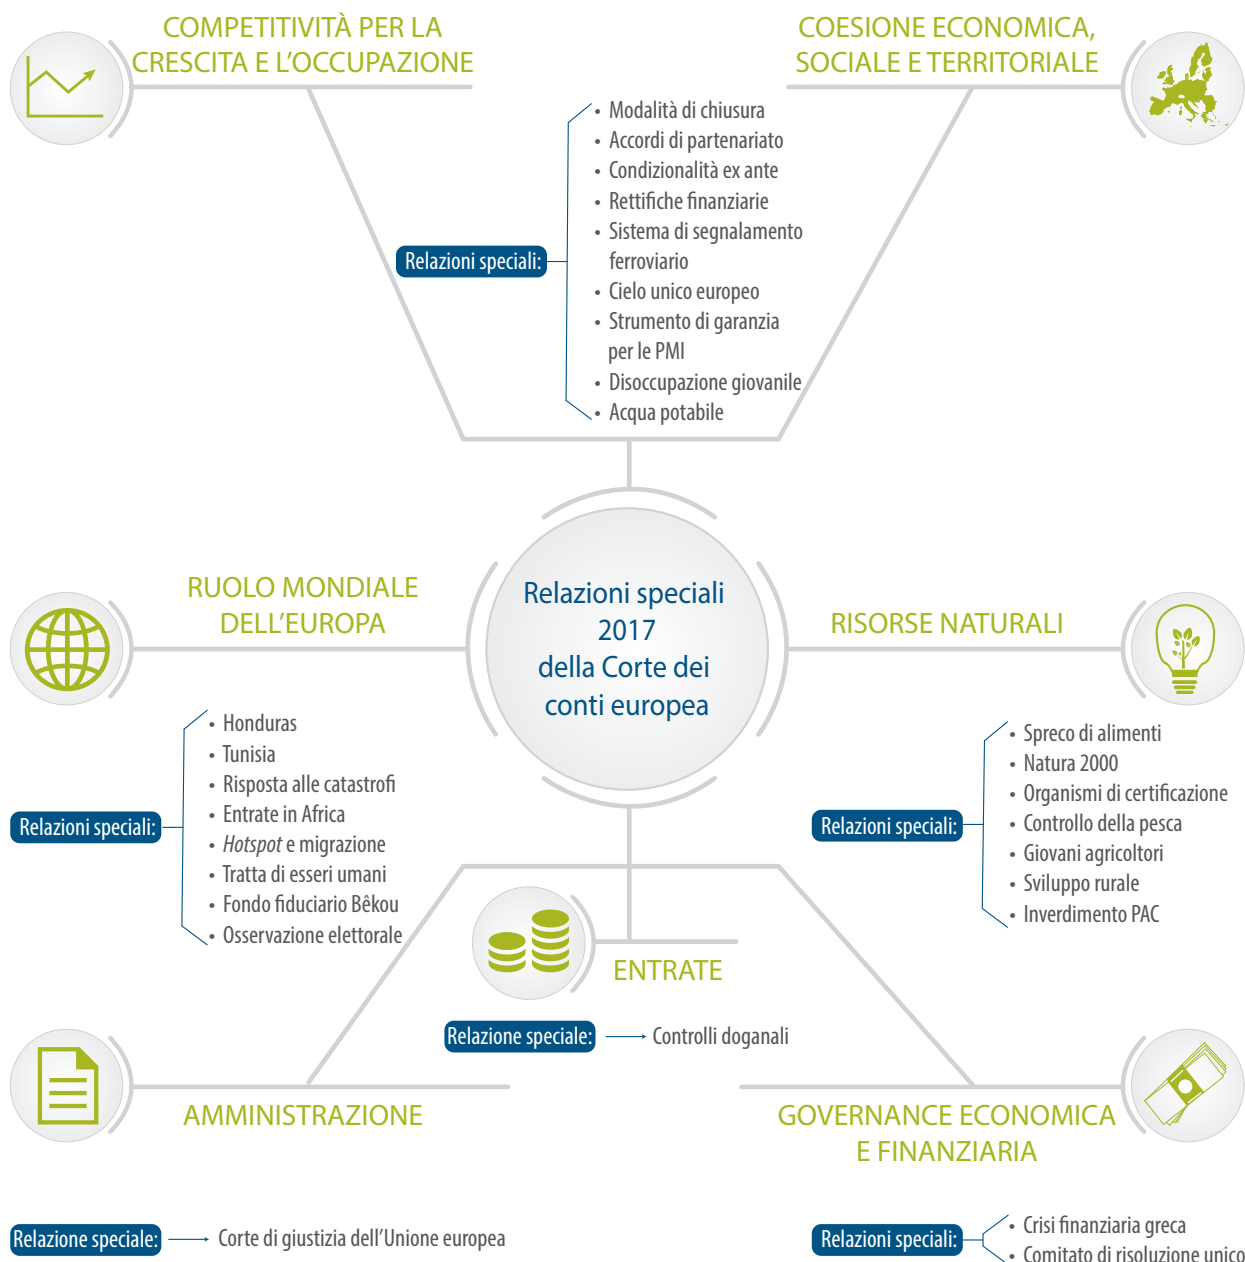 COMPETITIVITÀ PER LA
CRESCITA E L’OCCUPAZIONE
COESIONE ECONOMICA,
SOCIALE E TERRITORIALE
Relazioni speciali:
• Modalità di chiusura
• Accordi di partenariato
• Condizionalità ex ante
• Rettifiche finanziarie
• Sistema di segnalamento
ferroviario
• Cielo unico europeo
• Strumento di garanzia
per le PMI
• Disoccupazione giovanile
• Acqua potabile
Relazioni speciali
2017
della Corte dei
conti europea
RUOLO MONDIALE
DELL’EUROPA
Relazioni speciali:
• Honduras
• Tunisia
• Risposta alle catastrofi
• Entrate in Africa
• Hotspot e migrazione
• Tratta di esseri umani
• Fondo fiduciario Bêkou
• Osservazione elettorale
RISORSE NATURALI
Relazioni speciali:
• Spreco di alimenti
• Natura 2000
• Organismi di certificazione
• Controllo della pesca
• Giovani agricoltori
• Sviluppo rurale
• Inverdimento PAC
ENTRATE
Relazione speciale:
Controlli doganali
AMMINISTRAZIONE
Relazione speciale:
Corte di giustizia dell’Unione europea
GOVERNANCE ECONOMICA
E FINANZIARIA
Relazioni speciali:
• Crisi finanziaria greca
• Comitato di risoluzione unico